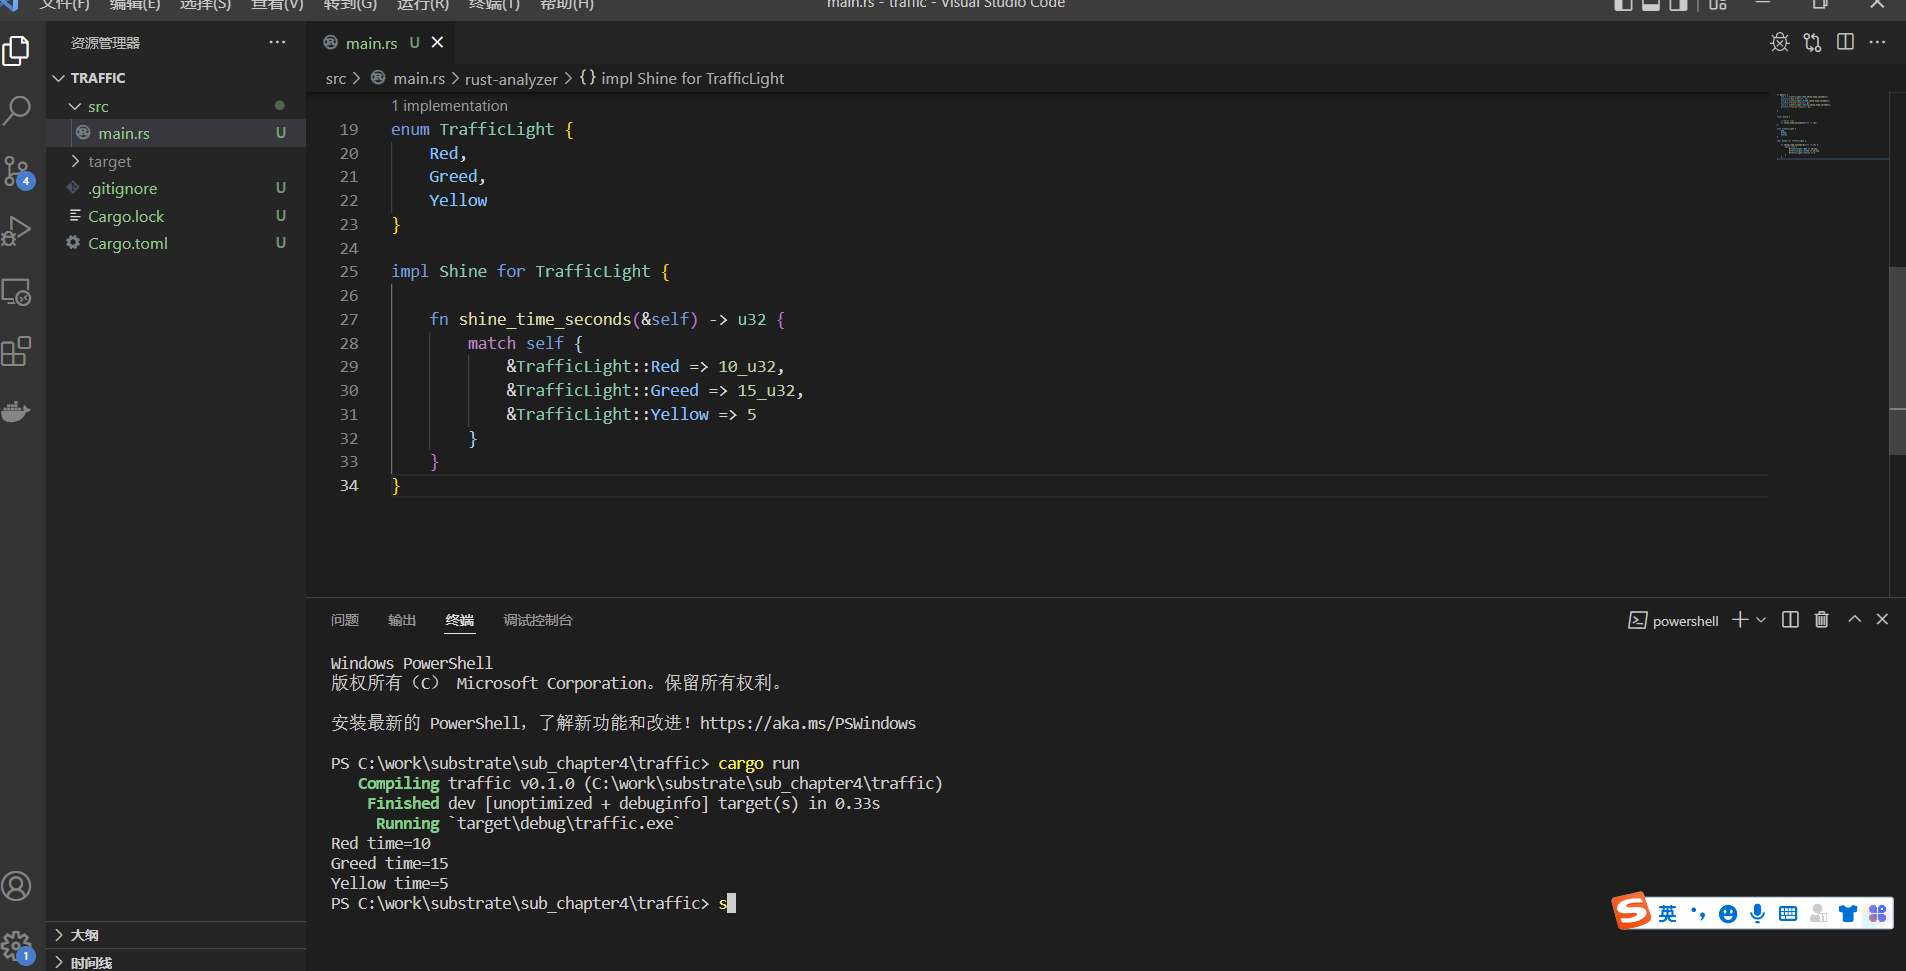 文件(F) 编辑(E) 选择(S) 查看(V) 转到(G) 运行(R) 终端(T) 帮助(H) main.rs - traffic - Visual Studio Code
资源管理器
TRAFFIC
src
main.rs U
target
.gitignore U
Cargo.lock U
Cargo.toml U
大纲
时间线
4
1
main.rs U
src > main.rs > rust-analyzer > {} impl Shine for TrafficLight
1 implementation
19 enum TrafficLight {
20 Red,
21 Greed,
22 Yellow
23 }
24
25 impl Shine for TrafficLight {
26
27 fn shine_time_seconds(&self) -> u32 {
28 match self {
29 &TrafficLight::Red => 10_u32,
30 &TrafficLight::Greed => 15_u32,
31 &TrafficLight::Yellow => 5
32 }
33 }
34 }
问题 输出 终端 调试控制台 powershell
Windows PowerShell
版权所有（C） Microsoft Corporation。保留所有权利。
安装最新的 PowerShell，了解新功能和改进！https://aka.ms/PSWindows
PS C:\work\substrate\sub_chapter4\traffic> cargo run
Compiling traffic v0.1.0 (C:\work\substrate\sub_chapter4\traffic)
Finished dev [unoptimized + debuginfo] target(s) in 0.33s
Running `target\debug\traffic.exe`
Red time=10
Greed time=15
Yellow time=5
PS C:\work\substrate\sub_chapter4\traffic> s
英